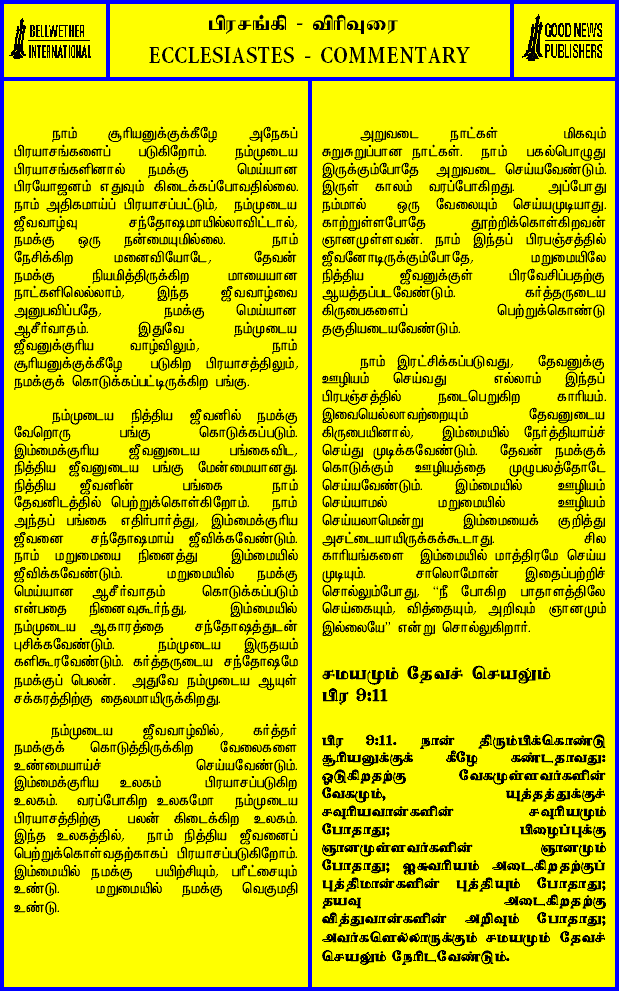 BELLWETHER
INTERNATIONAL
பிரசங்கி - விரிவுரை
ECCLESIASTES - COMMENTARY
GOOD NEWS
PUBLISHERS
நாம் சூரியனுக்குக்கீழே அநேகப்
பிரயாசங்களைப் படுகிறோம். நம்முடைய
பிரயாசங்களினால் நமக்கு மெய்யான
பிரயோஜனம் எதுவும் கிடைக்கப்போவதில்லை.
நாம் அதிகமாய்ப் பிரயாசப்பட்டும், நம்முடைய
ஜீவவாழ்வு சந்தோஷமாயில்லாவிட்டால்,
நமக்கு ஒரு நன்மையுமில்லை. நாம்
நேசிக்கிற மனைவியோடே, தேவன்
நமக்கு நியமித்திருக்கிற மாயையான
நாட்களிலெல்லாம், இந்த ஜீவவாழ்வை
அனுபவிப்பதே, நமக்கு மெய்யான
ஆசீர்வாதம். இதுவே நம்முடைய
ஜீவனுக்குரிய வாழ்விலும், நாம்
சூரியனுக்குக்கீழே படுகிற பிரயாசத்திலும்,
நமக்குக் கொடுக்கப்பட்டிருக்கிற பங்கு.
நம்முடைய நித்திய ஜீவனில் நமக்கு
வேறொரு பங்கு கொடுக்கப்படும்.
இம்மைக்குரிய ஜீவனுடைய பங்கைவிட,
நித்திய ஜீவனுடைய பங்கு மேன்மையானது.
நித்திய ஜீவனின் பங்கை நாம்
தேவனிடத்தில் பெற்றுக்கொள்கிறோம். நாம்
அந்தப் பங்கை எதிர்பார்த்து, இம்மைக்குரிய
ஜீவனை சந்தோஷமாய் ஜீவிக்கவேண்டும்.
நாம் மறுமையை நினைத்து இம்மையில்
ஜீவிக்கவேண்டும். மறுமையில் நமக்கு
மெய்யான ஆசீர்வாதம் கொடுக்கப்படும்
என்பதை நினைவுகூர்ந்து, இம்மையில்
நம்முடைய ஆகாரத்தை சந்தோஷத்துடன்
புசிக்கவேண்டும். நம்முடைய இருதயம்
களிகூரவேண்டும். கர்த்தருடைய சந்தோஷமே
நமக்குப் பெலன். அதுவே நம்முடைய ஆயுள்
சக்கரத்திற்கு தைலமாயிருக்கிறது.
நம்முடைய ஜீவவாழ்வில், கர்த்தர்
நமக்குக் கொடுத்திருக்கிற வேலைகளை
உண்மையாய்ச் செய்யவேண்டும்.
இம்மைக்குரிய உலகம் பிரயாசப்படுகிற
உலகம். வரப்போகிற உலகமோ நம்முடைய
பிரயாசத்திற்கு பலன் கிடைக்கிற உலகம்.
இந்த உலகத்தில், நாம் நித்திய ஜீவனைப்
பெற்றுக்கொள்வதற்காகப் பிரயாசப்படுகிறோம்.
இம்மையில் நமக்கு பயிற்சியும், பரீட்சையும்
உண்டு. மறுமையில் நமக்கு வெகுமதி
உண்டு.
அறுவடை நாட்கள் மிகவும்
சுறுசுறுப்பான நாட்கள். நாம் பகல்பொழுது
இருக்கும்போதே அறுவடை செய்யவேண்டும்.
இருள் காலம் வரப்போகிறது. அப்போது
நம்மால் ஒரு வேலையும் செய்யமுடியாது.
காற்றுள்ளபோதே தூற்றிக்கொள்கிறவன்
ஞானமுள்ளவன். நாம் இந்தப் பிரபஞ்சத்தில்
ஜீவனோடிருக்கும்போதே, மறுமையிலே
நித்திய ஜீவனுக்குள் பிரவேசிப்பதற்கு
ஆயத்தப்படவேண்டும். கர்த்தருடைய
கிருபைகளைப் பெற்றுக்கொண்டு
தகுதியடையவேண்டும்.
நாம் இரட்சிக்கப்படுவது, தேவனுக்கு
ஊழியம் செய்வது எல்லாம் இந்தப்
பிரபஞ்சத்தில் நடைபெறுகிற காரியம்.
இவையெல்லாவற்றையும் தேவனுடைய
கிருபையினால், இம்மையில் நேர்த்தியாய்ச்
செய்து முடிக்கவேண்டும். தேவன் நமக்குக்
கொடுக்கும் ஊழியத்தை முழுபலத்தோடே
செய்யவேண்டும். இம்மையில் ஊழியம்
செய்யாமல் மறுமையில் ஊழியம்
செய்யலாமென்று இம்மையைக் குறித்து
அசட்டையாயிருக்கக்கூடாது. சில
காரியங்களை இம்மையில் மாத்திரமே செய்ய
முடியும். சாலொமோன் இதைப்பற்றிச்
சொல்லும்போது, “நீ போகிற பாதாளத்திலே
செய்கையும், வித்தையும், அறிவும் ஞானமும்
இல்லையே” என்று சொல்லுகிறார்.
சமயமும் தேவச் செயலும்
பிர 9:11
பிர 9:11. நான் திரும்பிக்கொண்டு
சூரியனுக்குக் கீழே கண்டதாவது:
ஓடுகிறதற்கு வேகமுள்ளவர்களின்
வேகமும், யுத்தத்துக்குச்
சவுரியவான்களின் சவுரியமும்
போதாது; பிழைப்புக்கு
ஞானமுள்ளவர்களின் ஞானமும்
போதாது; ஐசுவரியம் அடைகிறதற்குப்
புத்திமான்களின் புத்தியும் போதாது;
தயவு அடைகிறதற்கு
வித்துவான்களின் அறிவும் போதாது;
அவர்களெல்லாருக்கும் சமயமும் தேவச்
செயலும் நேரிடவேண்டும்.